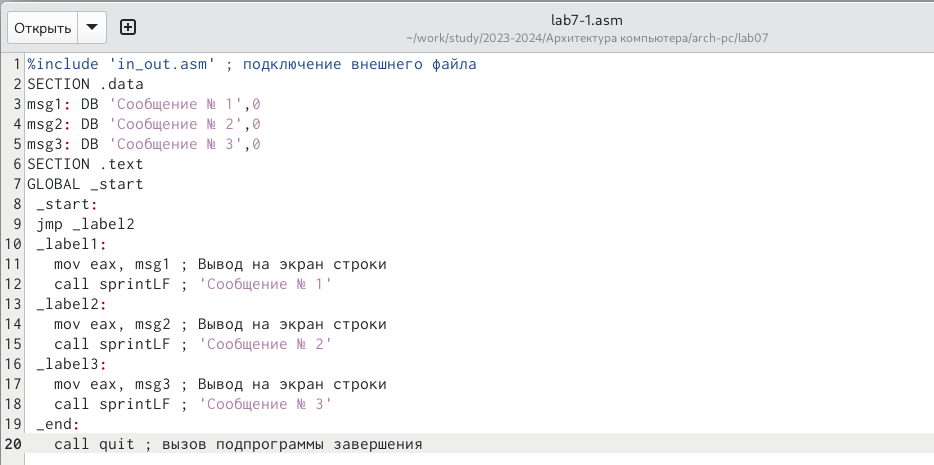 Открыть
lab7-1.asm
~/work/study/2023-2024/Архитектура компьютера/arch-pc/lab07
1 %include 'in_out.asm' ; подключение внешнего файла
2 SECTION .data
3 msg1: DB 'Сообщение № 1',0
4 msg2: DB 'Сообщение № 2',0
5 msg3: DB 'Сообщение № 3',0
6 SECTION .text
7 GLOBAL _start
8 _start:
9 jmp _label2
10 _label1:
11 mov eax, msg1 ; Вывод на экран строки
12 call sprintLF ; 'Сообщение № 1'
13 _label2:
14 mov eax, msg2 ; Вывод на экран строки
15 call sprintLF ; 'Сообщение № 2'
16 _label3:
17 mov eax, msg3 ; Вывод на экран строки
18 call sprintLF ; 'Сообщение № 3'
19 _end:
20 call quit ; вызов подпрограммы завершения